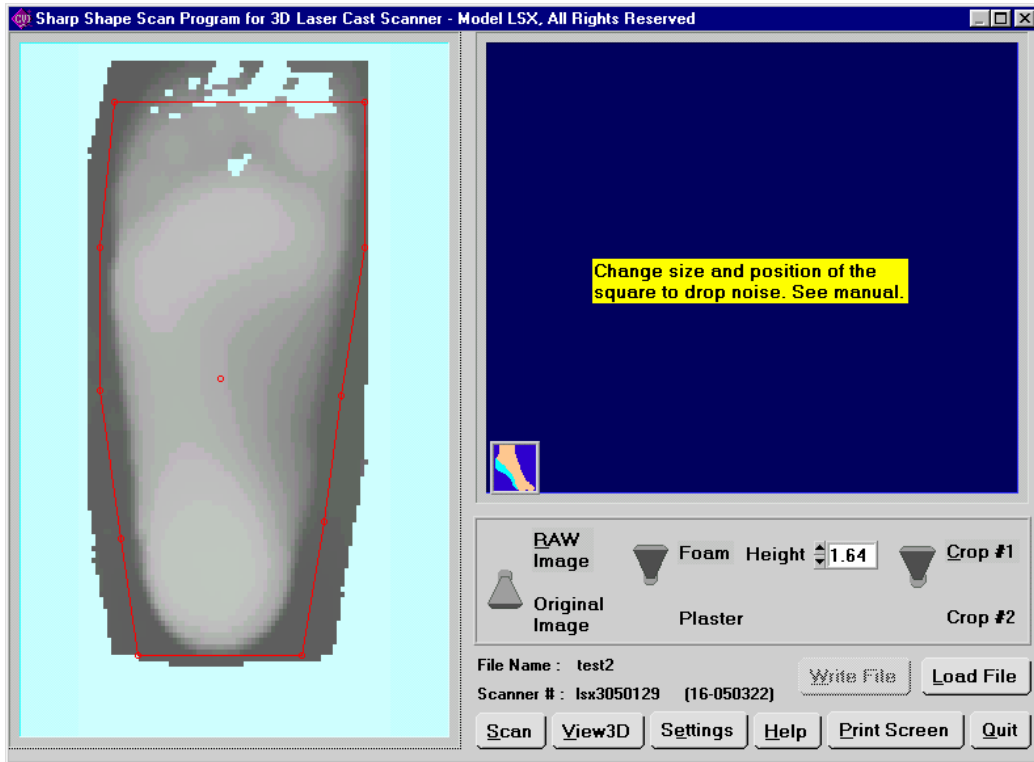 Sharp Shape Scan Program for 3D Laser Cast Scanner - Model LSX, All Rights Reserved
Change size and position of the
square to drop noise. See manual.
RAW
Image
Foam
Height
1.64
Crop #1
Original
Image
Plaster
Crop #2
File Name : test2
Write File
Load File
Scanner # : lsx3050129 (16-050322)
Scan
View3D
Settings
Help
Print Screen
Quit